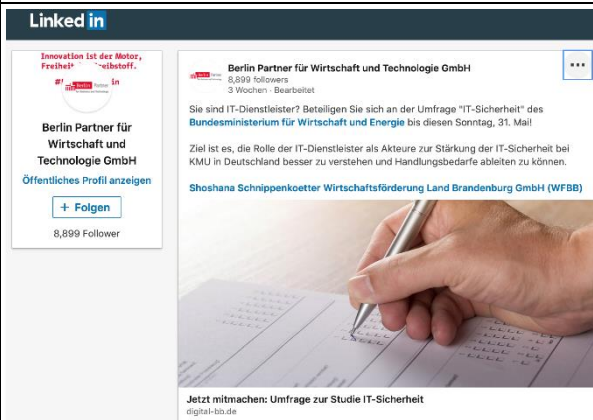 Linked in
Innovation ist der Motor,
Berlin Partner
Berlin Partner für
Wirtschaft und
Technologie GmbH
Öffentliches Profil anzeigen
+ Folgen
8,899 Follower
Berlin Partner für Wirtschaft und Technologie GmbH
8,899 followers
3 Wochen · Bearbeitet
Sie sind IT-Dienstleister? Beteiligen Sie sich an der Umfrage "IT-Sicherheit" des
Bundesministerium für Wirtschaft und Energie bis diesen Sonntag, 31. Mai!
Ziel ist es, die Rolle der IT-Dienstleister als Akteure zur Stärkung der IT-Sicherheit bei
KMU in Deutschland besser zu verstehen und Handlungsbedarfe ableiten zu können.
Shoshana Schnippenkoetter Wirtschaftsförderung Land Brandenburg GmbH (WFBB)
Jetzt mitmachen: Umfrage zur Studie IT-Sicherheit
digital-bb.de